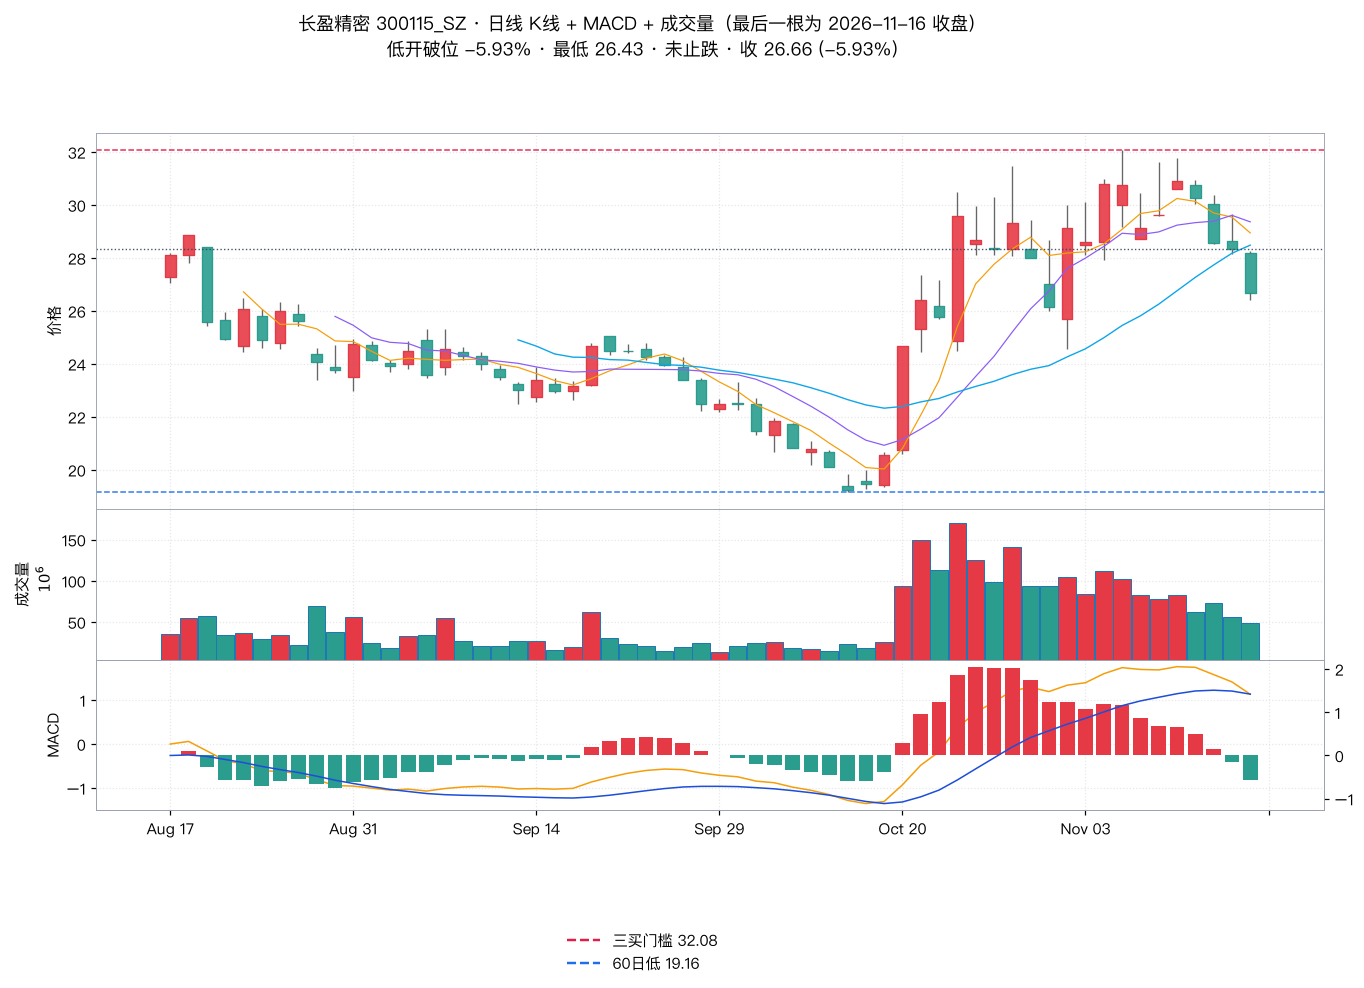 长盈精密 300115_SZ · 日线 K线 + MACD + 成交量（最后一根为 2026−11−16 收盘）
低开破位 −5.93% · 最低 26.43 · 未止跌 · 收 26.66 (−5.93%)
32
30
28
26
24
22
20
价格
150
100
50
成交量
10⁶
1
0
−1
MACD
2
1
0
−1
Aug 17
Aug 31
Sep 14
Sep 29
Oct 20
Nov 03
三买门槛 32.08
60日低 19.16